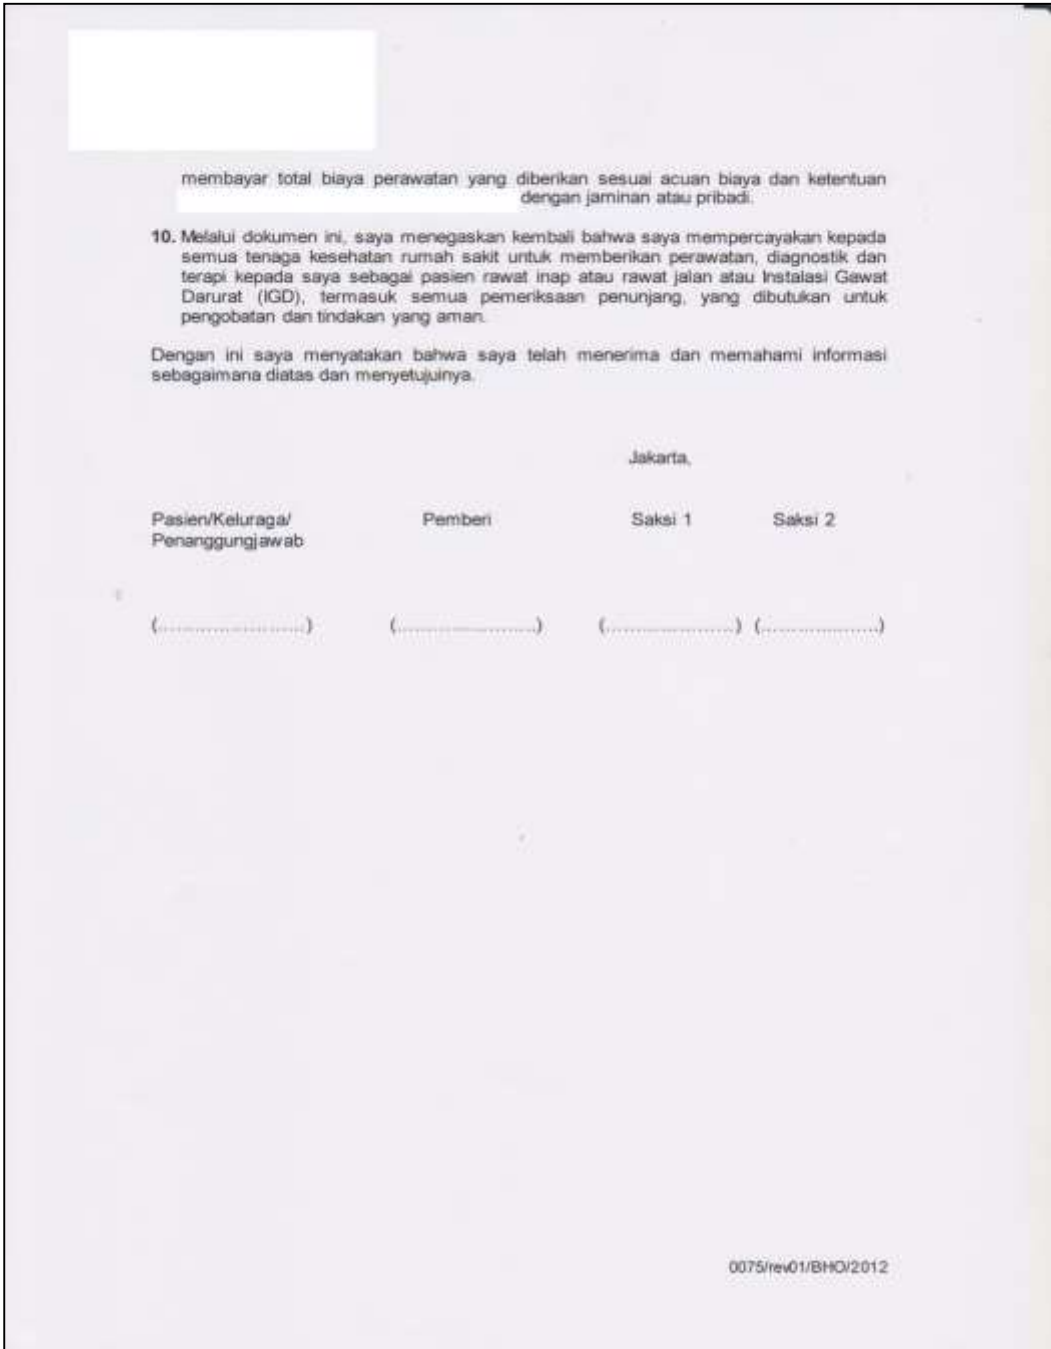 membayar total biaya perawatan yang diberikan sesuai acuan biaya dan ketentuan
dengan jaminan atau pribadi.
10. Melalui dokumen ini, saya menegaskan kembali bahwa saya mempercayakan kepada
semua tenaga kesehatan rumah sakit untuk memberikan perawatan, diagnostik dan
terapi kepada saya sebagai pasien rawat inap atau rawat jalan atau Instalasi Gawat
Darurat (IGD), termasuk semua pemeriksaan penunjang, yang dibutukan untuk
pengobatan dan tindakan yang aman.
Dengan ini saya menyatakan bahwa saya telah menerima dan memahami informasi
sebagaimana diatas dan menyetujuinya.
Jakarta,
Pasien/Keluraga/ Pemberi Saksi 1 Saksi 2
Penanggungjawab
(........................) (.......................) (.....................) (...................)
0075/rev01/BHO/2012